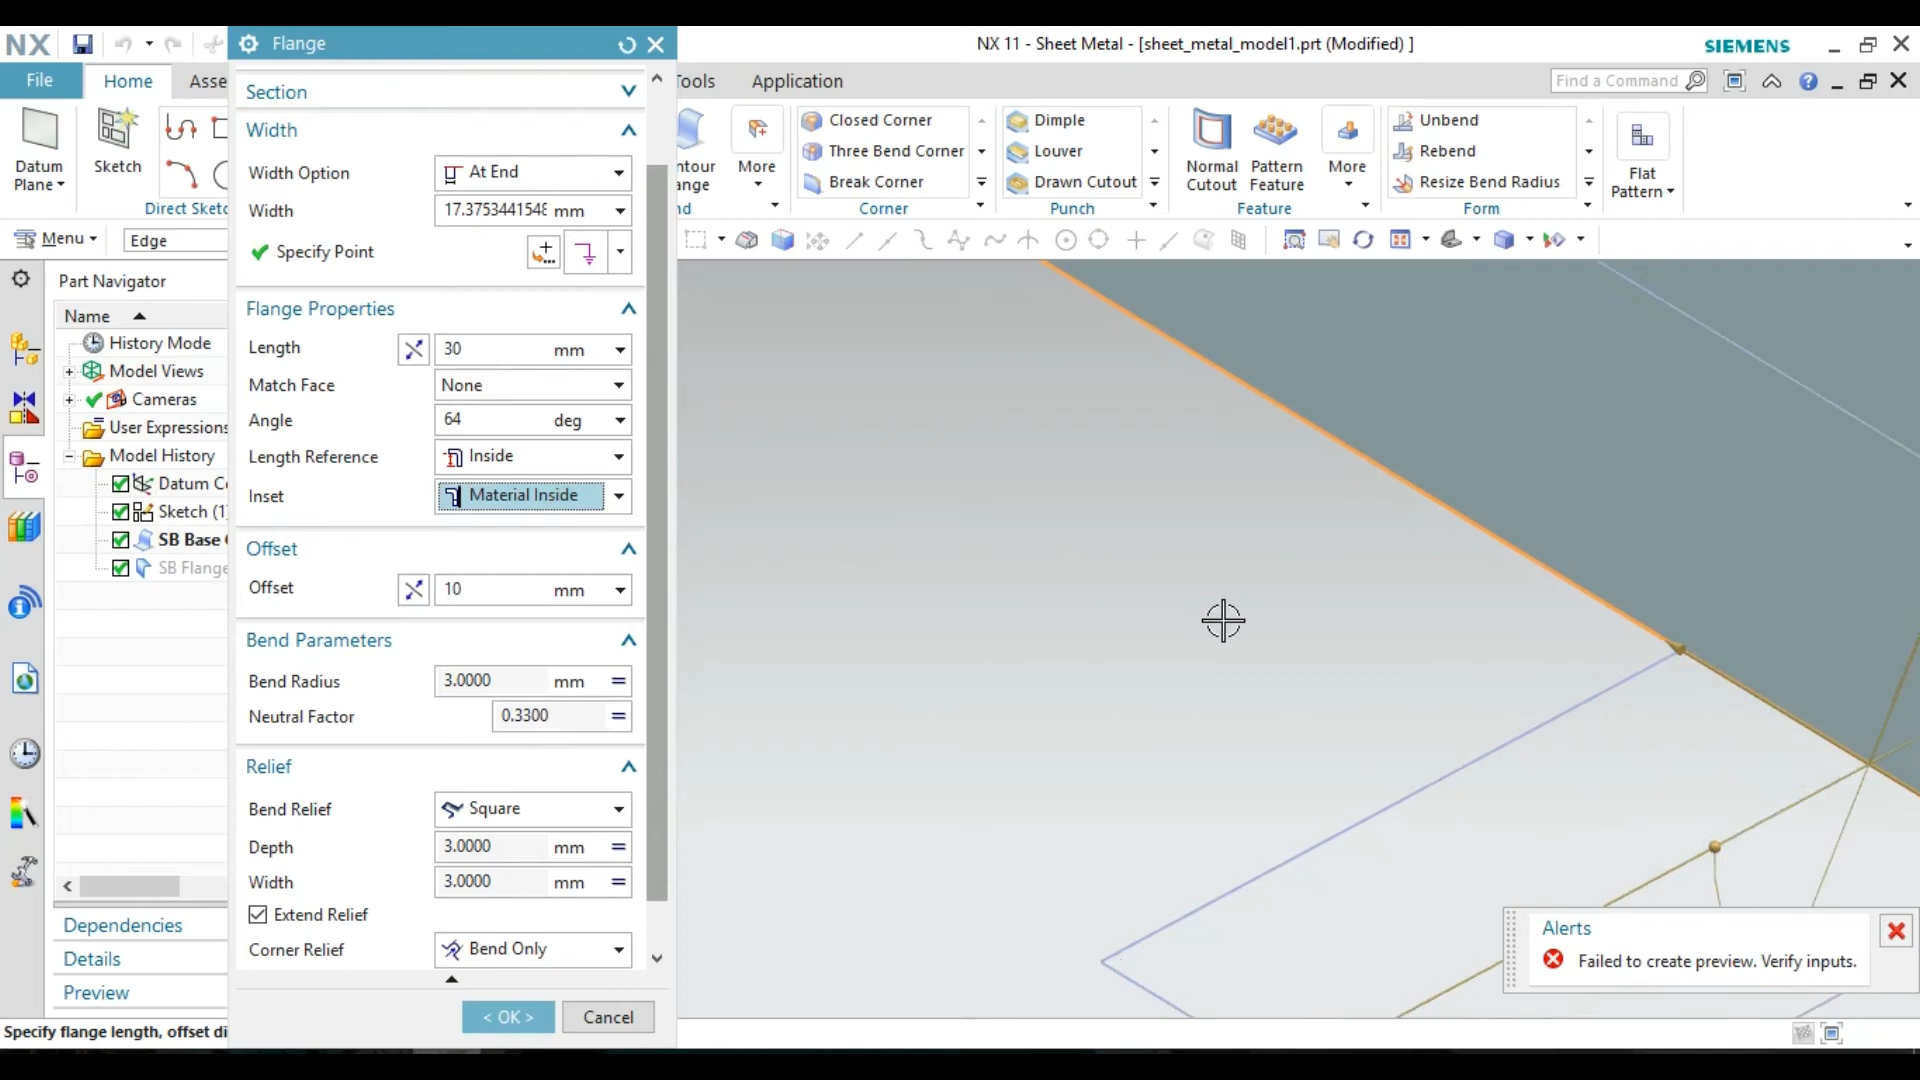 NX
Flange
NX 11 - Sheet Metal - [sheet_metal_model1.prt (Modified) ]
SIEMENS
File
Home
Asse
Tools
Application
Find a Command
Section
Width
Width Option
At End
Width
17.3753441548 mm
Specify Point
Flange Properties
Length
30 mm
Match Face
None
Angle
64 deg
Length Reference
Inside
Inset
Material Inside
Offset
Offset
10 mm
Bend Parameters
Bend Radius
3.0000 mm
Neutral Factor
0.3300
Relief
Bend Relief
Square
Depth
3.0000 mm
Width
3.0000 mm
Extend Relief
Corner Relief
Bend Only
< OK >
Cancel
Datum
Plane
Sketch
Direct Sketc
ntour
ange
nd
More
Closed Corner
Three Bend Corner
Break Corner
Corner
Dimple
Louver
Drawn Cutout
Punch
Normal
Cutout
Pattern
Feature
More
Feature
Unbend
Rebend
Resize Bend Radius
Form
Flat
Pattern
Menu
Edge
Part Navigator
Name
History Mode
Model Views
Cameras
User Expressions
Model History
Datum C
Sketch (1)
SB Base
SB Flange
Dependencies
Details
Preview
Specify flange length, offset di
Alerts
Failed to create preview. Verify inputs.